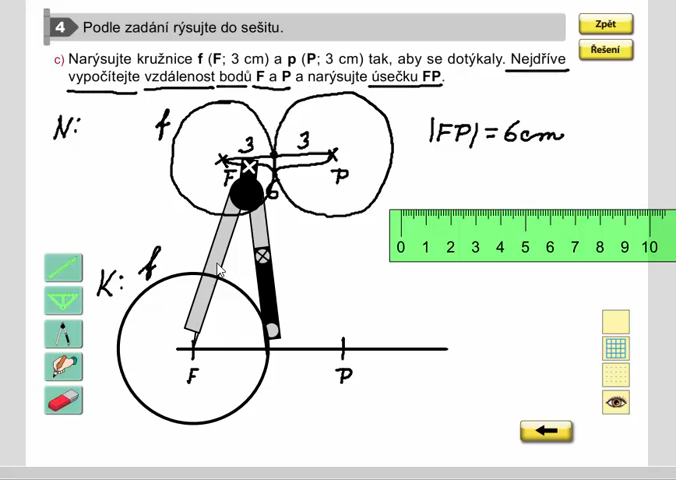 4 Podle zadání rýsujte do sešitu.
Zpět
Řešení
c) Narýsujte kružnice f (F; 3 cm) a p (P; 3 cm) tak, aby se dotýkaly. Nejdříve
vypočítejte vzdálenost bodů F a P a narýsujte úsečku FP.
N: f 3 3 |FP| = 6cm
F P
6
0 1 2 3 4 5 6 7 8 9 10
K: f
F P